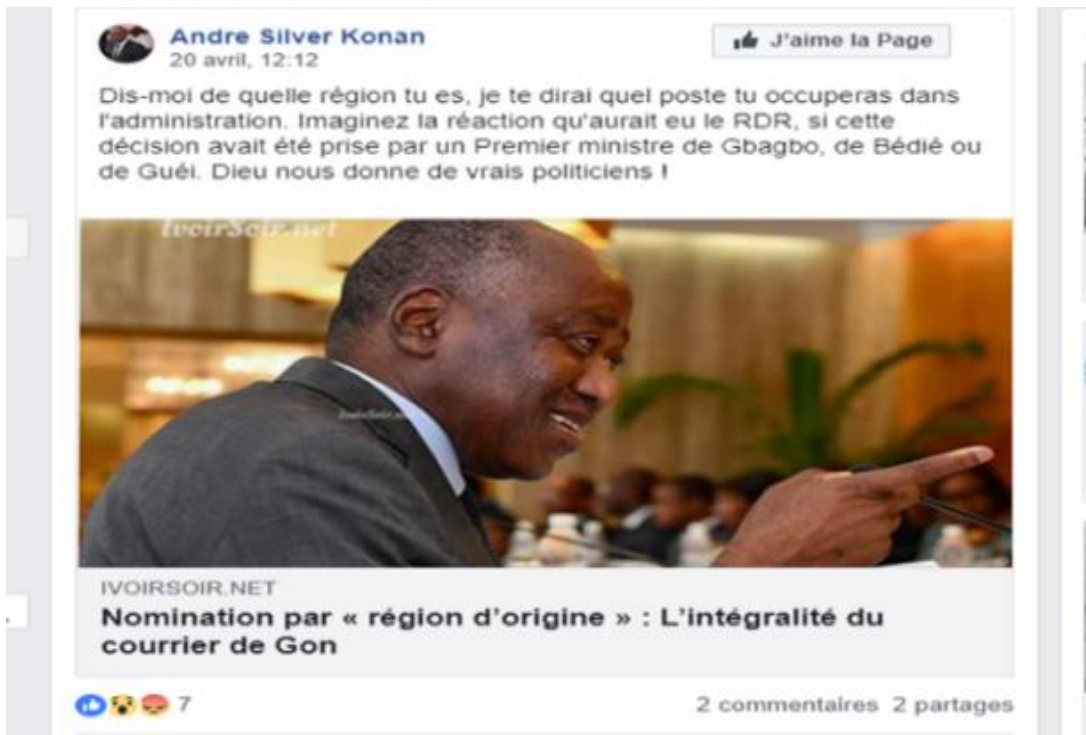 Andre Silver Konan
J'aime la Page
20 avril, 12:12
Dis-moi de quelle région tu es, je te dirai quel poste tu occuperas dans
l'administration. Imaginez la réaction qu'aurait eu le RDR, si cette
décision avait été prise par un Premier ministre de Gbagbo, de Bédié ou
de Guéi. Dieu nous donne de vrais politiciens !
IvoirSoir.net
IVOIRSOIR.NET
Nomination par « région d'origine » : L'intégralité du
courrier de Gon
7
2 commentaires 2 partages